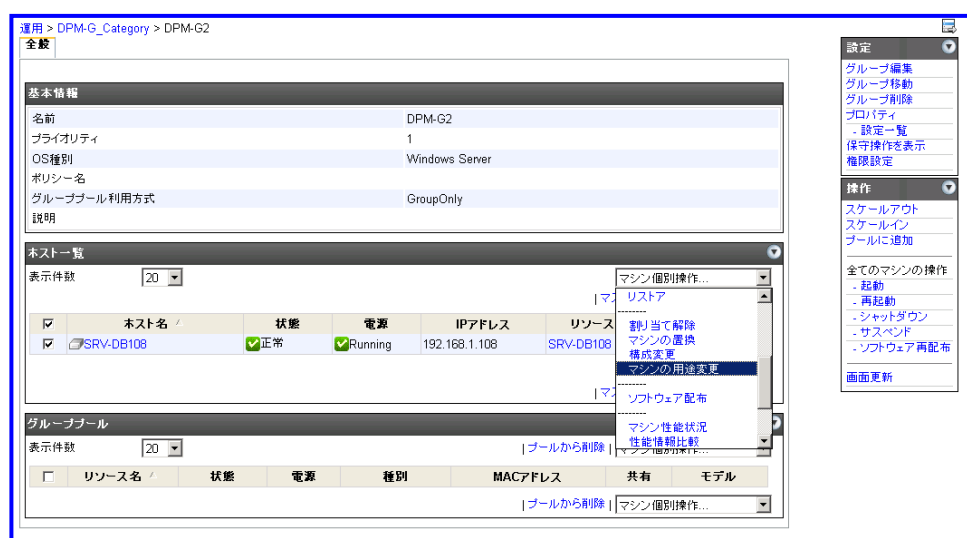 運用 > DPM-G_Category > DPM-G2
全般
基本情報
名前 DPM-G2
プライオリティ 1
OS種別 Windows Server
ポリシー名
グループプール利用方式 GroupOnly
説明
ホスト一覧
表示件数 20 マシン個別操作...
| マ
ホスト名 状態 電源 IPアドレス リソース
SRV-DB108 正常 Running 192.168.1.108 SRV-DB108
| マ
リストア
--------
割り当て解除
マシンの置換
構成変更
マシンの用途変更
--------
ソフトウェア配布
--------
マシン性能状況
性能情報比較
グループプール
表示件数 20 | プールから削除 | マシン個別操作...
リソース名 状態 電源 種別 MACアドレス 共有 モデル
| プールから削除 | マシン個別操作...
設定
グループ編集
グループ移動
グループ削除
プロパティ
- 設定一覧
保守操作を表示
権限設定
操作
スケールアウト
スケールイン
プールに追加
全てのマシンの操作
- 起動
- 再起動
- シャットダウン
- サスペンド
- ソフトウェア再配布
画面更新